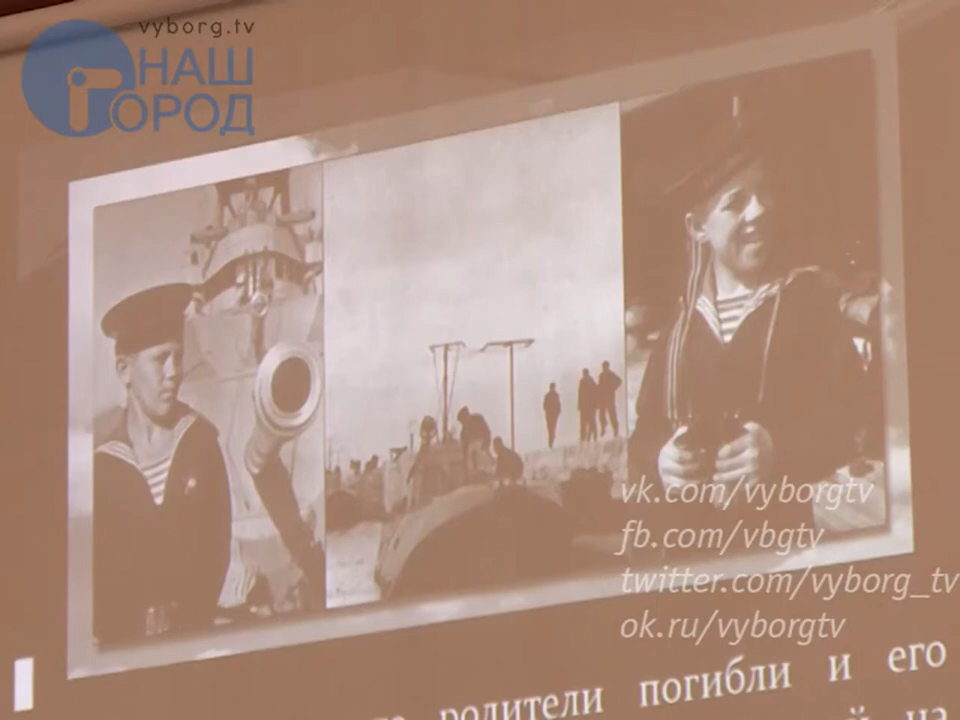 vyborg.tv
НАШ
ГОРОД
vk.com/vyborgtv
fb.com/vbgtv
twitter.com/vyborg_tv
ok.ru/vyborgtv
родители погибли и его
на